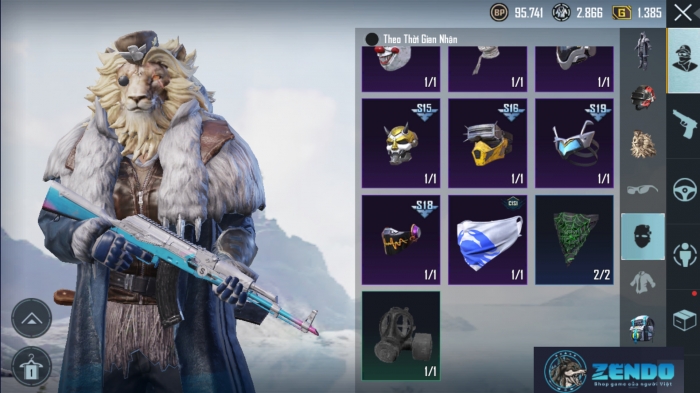 BP 95.741 2.866 G 1.385
Theo Thời Gian Nhận
1/1 1/1 1/1
S15 S16 S19
1/1 1/1 1/1
S18 C1S1
1/1 1/1 2/2
1/1
1
ZENDO
Shop game của người Việt